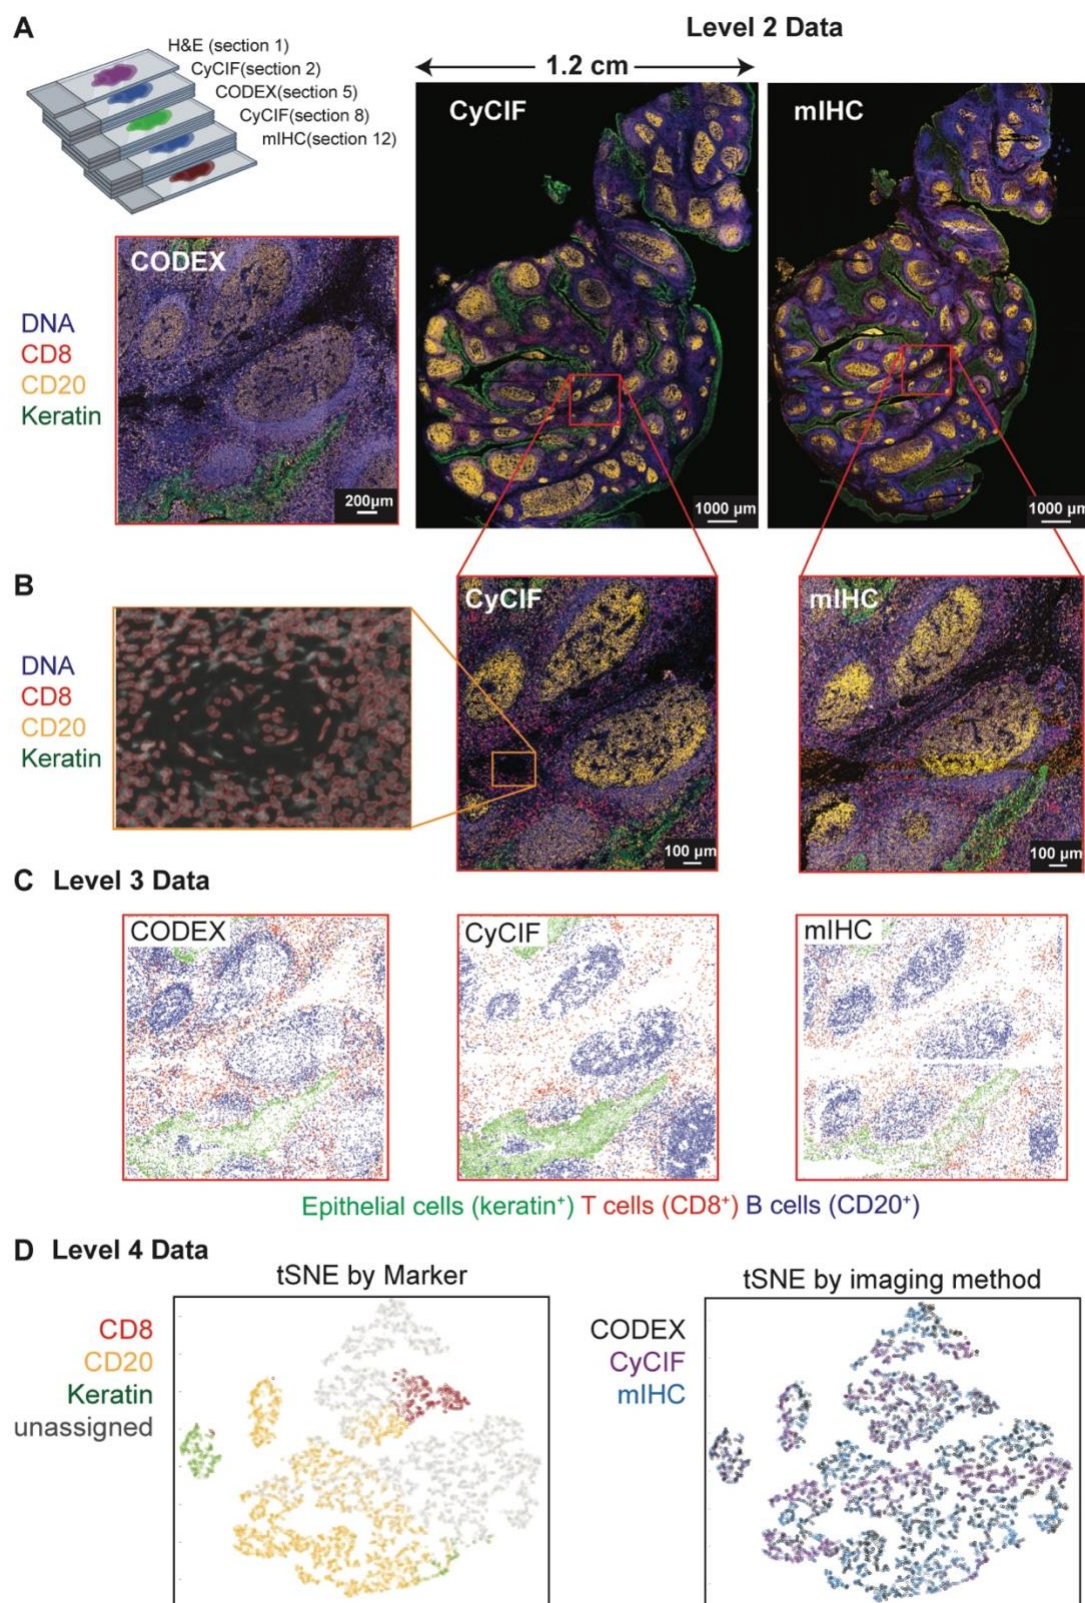 A
H&E (section 1)
CyCIF(section 2)
CODEX(section 5)
CyCIF(section 8)
mIHC(section 12)
Level 2 Data
1.2 cm
CyCIF
mIHC
CODEX
DNA
CD8
CD20
Keratin
200μm
1000 μm
1000 μm
B
DNA
CD8
CD20
Keratin
CyCIF
mIHC
100 μm
100 μm
C Level 3 Data
CODEX
CyCIF
mIHC
Epithelial cells (keratin⁺) T cells (CD8⁺) B cells (CD20⁺)
D Level 4 Data
tSNE by Marker
tSNE by imaging method
CD8
CD20
Keratin
unassigned
CODEX
CyCIF
mIHC